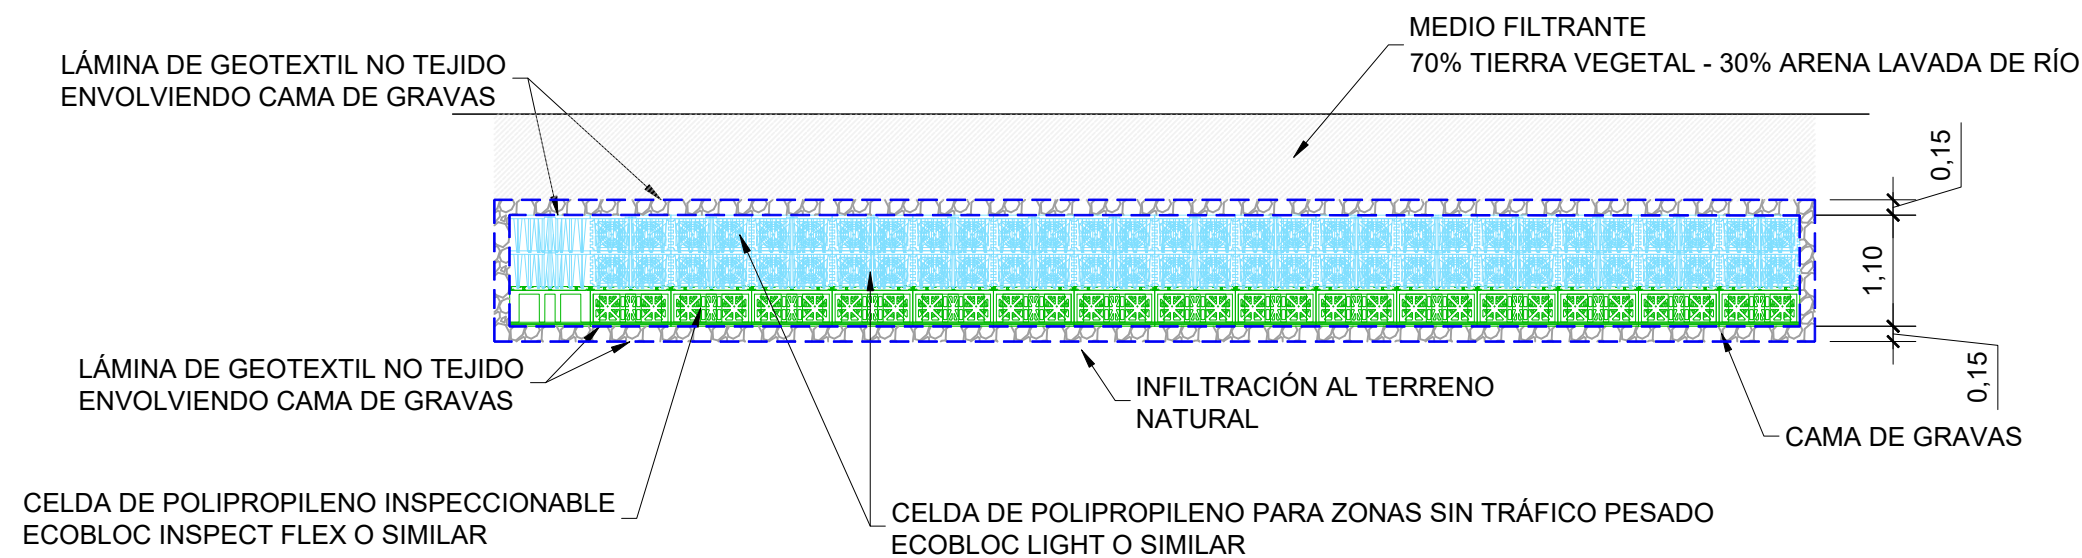 MEDIO FILTRANTE
70% TIERRA VEGETAL - 30% ARENA LAVADA DE RÍO
LÁMINA DE GEOTEXTIL NO TEJIDO
ENVOLVIENDO CAMA DE GRAVAS
0,15
1,10
0,15
LÁMINA DE GEOTEXTIL NO TEJIDO
ENVOLVIENDO CAMA DE GRAVAS
INFILTRACIÓN AL TERRENO
NATURAL
CAMA DE GRAVAS
CELDA DE POLIPROPILENO INSPECCIONABLE
ECOBLOC INSPECT FLEX O SIMILAR
CELDA DE POLIPROPILENO PARA ZONAS SIN TRÁFICO PESADO
ECOBLOC LIGHT O SIMILAR